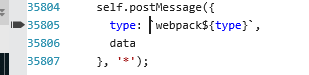 35804 self.postMessage({
35805 type: `webpack${type}`,
35806 data
35807 }, '*');